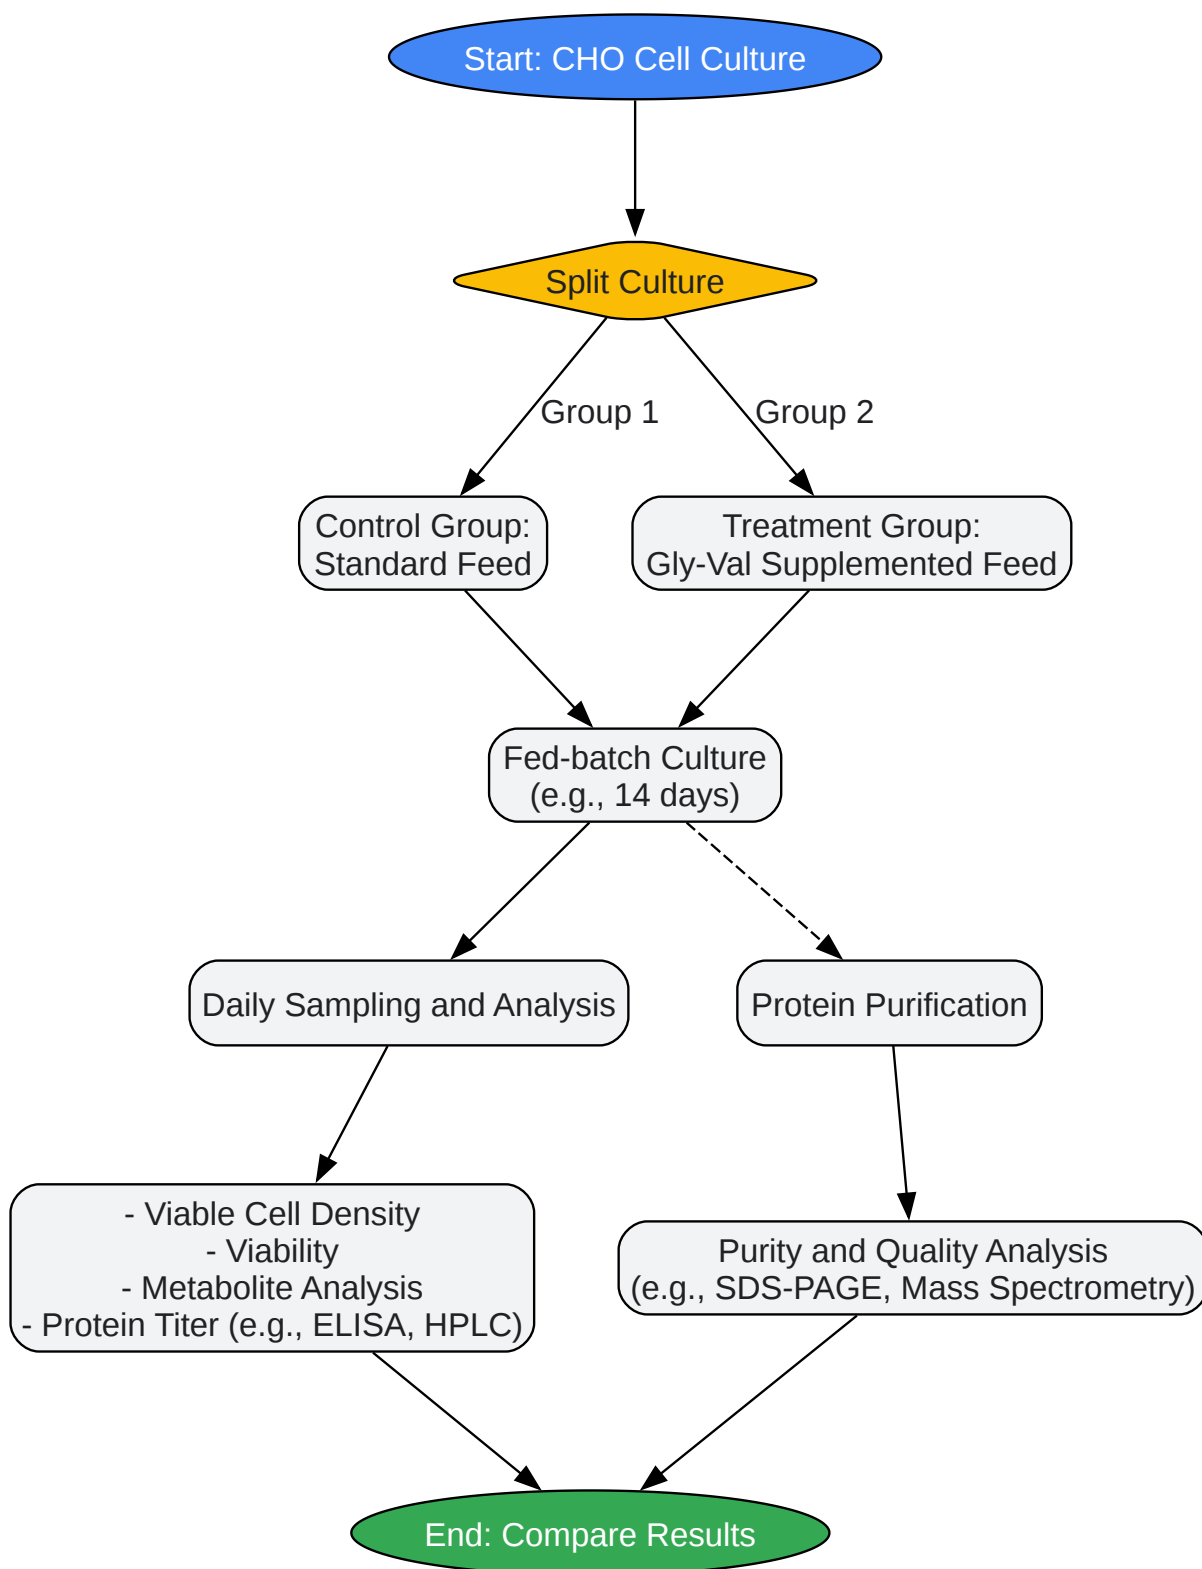 Start: CHO Cell Culture
Split Culture
Group 1
Group 2
Control Group:
Standard Feed
Treatment Group:
Gly-Val Supplemented Feed
Fed-batch Culture
(e.g., 14 days)
Daily Sampling and Analysis
Protein Purification
- Viable Cell Density
- Viability
- Metabolite Analysis
- Protein Titer (e.g., ELISA, HPLC)
Purity and Quality Analysis
(e.g., SDS-PAGE, Mass Spectrometry)
End: Compare Results